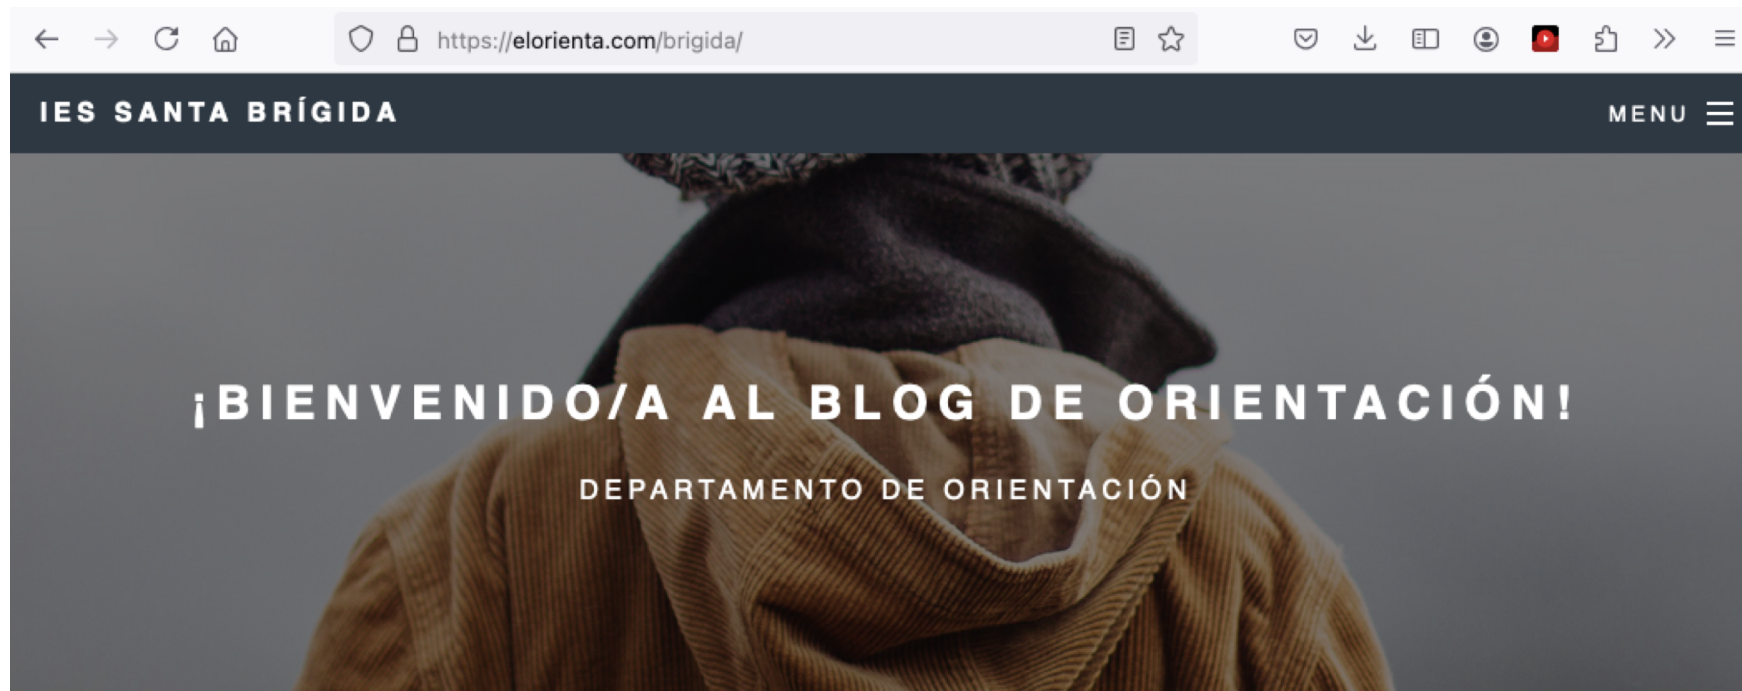 https://elorienta.com/brigida/
IES SANTA BRÍGIDA
MENU
¡BIENVENIDO/A AL BLOG DE ORIENTACIÓN!
DEPARTAMENTO DE ORIENTACIÓN